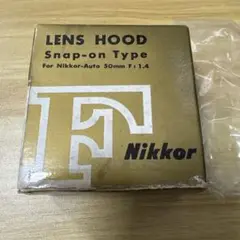 LENS HOOD
Snap-on Type
For Nikkor-Auto 50mm F:1.4
F
Nikkor